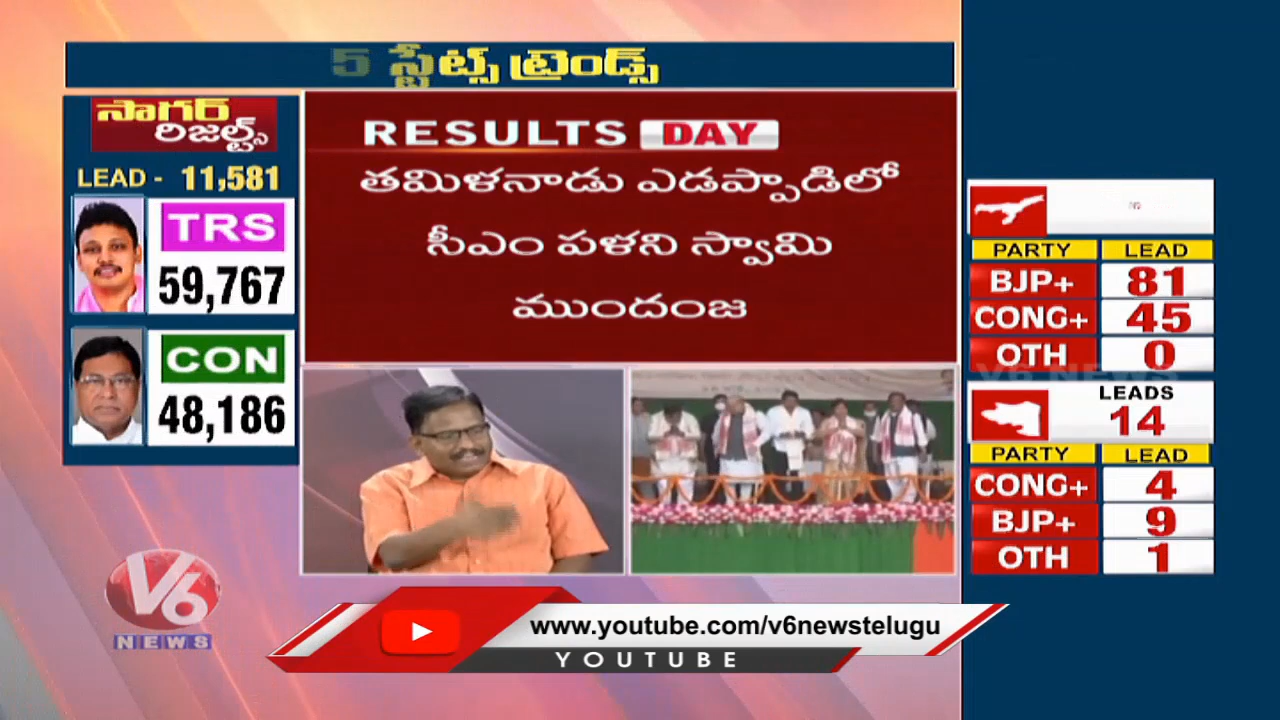 5 స్టేట్స్ ట్రెండ్స్
సాగర్
రిజల్ట్స్
LEAD - 11,581
TRS
59,767
CON
48,186
RESULTS DAY
తమిళనాడు ఎడప్పాడిలో
సీఎం పళని స్వామి
ముందంజ
PARTY LEAD
BJP+ 81
CONG+ 45
OTH 0
V6 NEWS
LEADS
14
PARTY LEAD
CONG+ 4
BJP+ 9
OTH 1
V6
NEWS
www.youtube.com/v6newstelugu
YOUTUBE